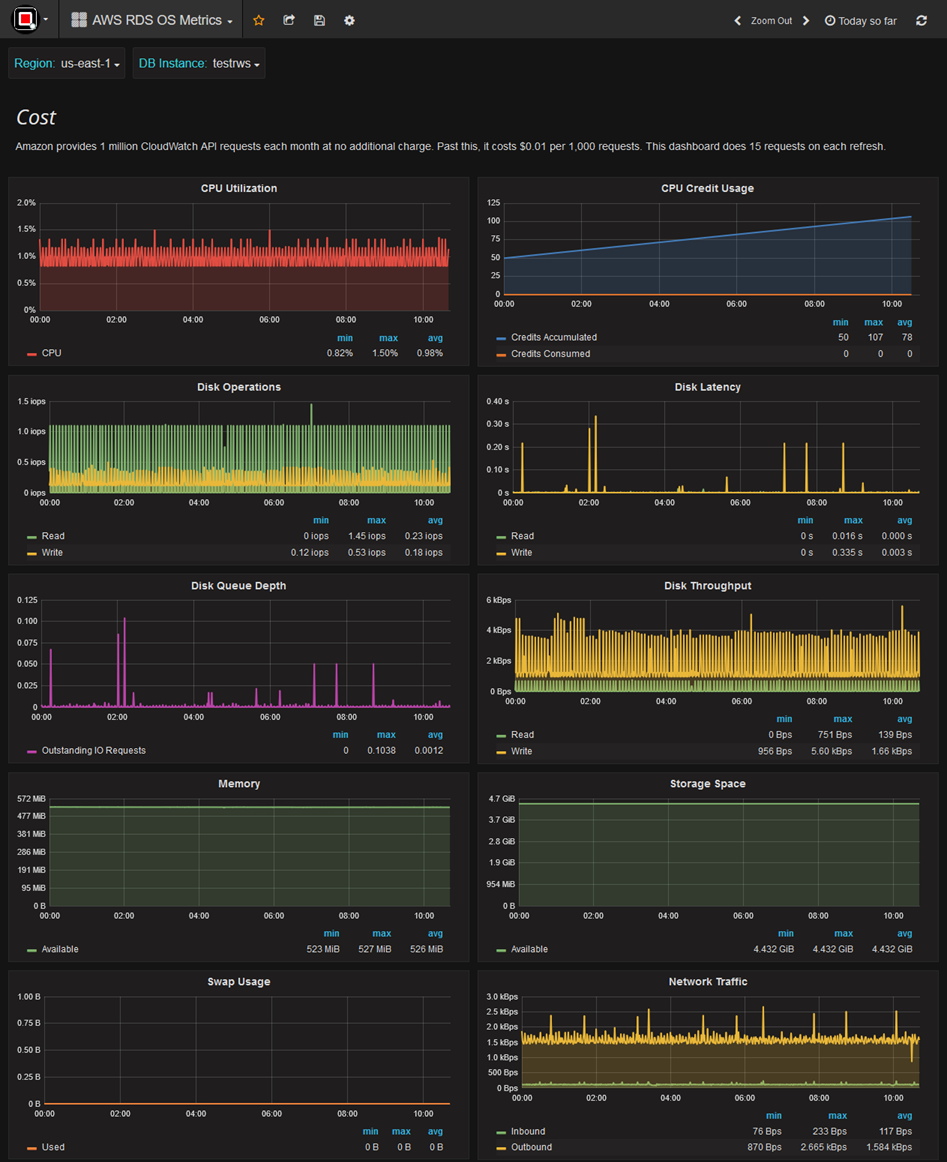 AWS RDS OS Metrics
Zoom Out Today so far
Region: us-east-1 DB Instance: testrws
Cost
Amazon provides 1 million CloudWatch API requests each month at no additional charge. Past this, it costs $0.01 per 1,000 requests. This dashboard does 15 requests on each refresh.
CPU Utilization
2.0%
1.5%
1.0%
0.5%
0%
00:00 02:00 04:00 06:00 08:00 10:00
min max avg
CPU 0.82% 1.50% 0.98%
CPU Credit Usage
125
100
75
50
25
0
00:00 02:00 04:00 06:00 08:00 10:00
min max avg
Credits Accumulated 50 107 78
Credits Consumed 0 0 0
Disk Operations
1.5 iops
1.0 iops
0.5 iops
0 iops
00:00 02:00 04:00 06:00 08:00 10:00
min max avg
Read 0 iops 1.45 iops 0.23 iops
Write 0.12 iops 0.53 iops 0.18 iops
Disk Latency
0.40 s
0.30 s
0.20 s
0.10 s
0 s
00:00 02:00 04:00 06:00 08:00 10:00
min max avg
Read 0 s 0.016 s 0.000 s
Write 0 s 0.335 s 0.003 s
Disk Queue Depth
0.125
0.100
0.075
0.050
0.025
0
00:00 02:00 04:00 06:00 08:00 10:00
min max avg
Outstanding IO Requests 0 0.1038 0.0012
Disk Throughput
6 kBps
4 kBps
2 kBps
0 Bps
00:00 02:00 04:00 06:00 08:00 10:00
min max avg
Read 0 Bps 751 Bps 139 Bps
Write 956 Bps 5.60 kBps 1.66 kBps
Memory
572 MiB
477 MiB
381 MiB
286 MiB
191 MiB
95 MiB
0 B
00:00 02:00 04:00 06:00 08:00 10:00
min max avg
Available 523 MiB 527 MiB 526 MiB
Storage Space
4.7 GiB
3.7 GiB
2.8 GiB
1.9 GiB
954 MiB
0 B
00:00 02:00 04:00 06:00 08:00 10:00
min max avg
Available 4.432 GiB 4.432 GiB 4.432 GiB
Swap Usage
1.00 B
0.75 B
0.50 B
0.25 B
0 B
00:00 02:00 04:00 06:00 08:00 10:00
min max avg
Used 0 B 0 B 0 B
Network Traffic
3.0 kBps
2.5 kBps
2.0 kBps
1.5 kBps
1.0 kBps
500 Bps
0 Bps
00:00 02:00 04:00 06:00 08:00 10:00
min max avg
Inbound 76 Bps 233 Bps 117 Bps
Outbound 870 Bps 2.665 kBps 1.584 kBps